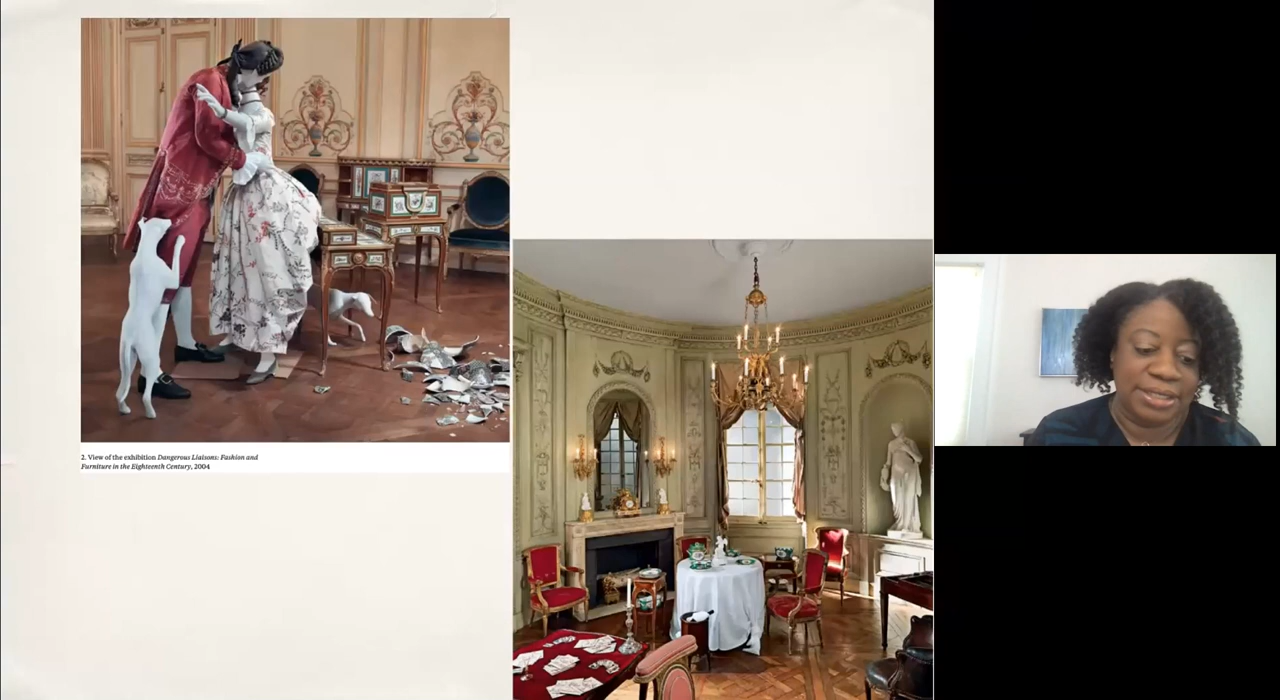 2. View of the exhibition Dangerous Liaisons: Fashion and
Furniture in the Eighteenth Century, 2004